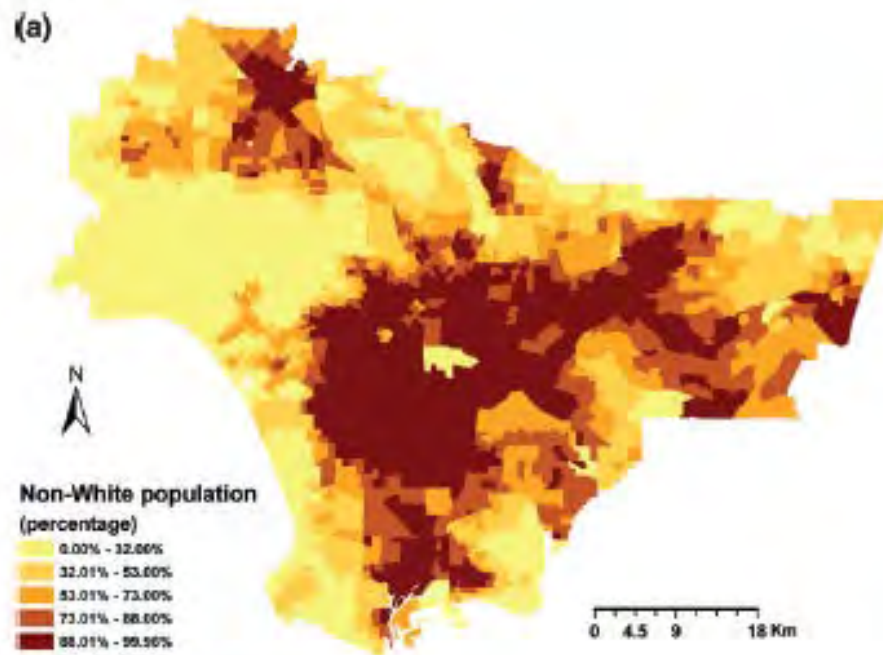 (a)
N
Non-White population
(percentage)
0.00% - 32.00%
32.01% - 53.00%
53.01% - 73.00%
73.01% - 88.00%
88.01% - 99.96%
0 4.5 9 18 Km